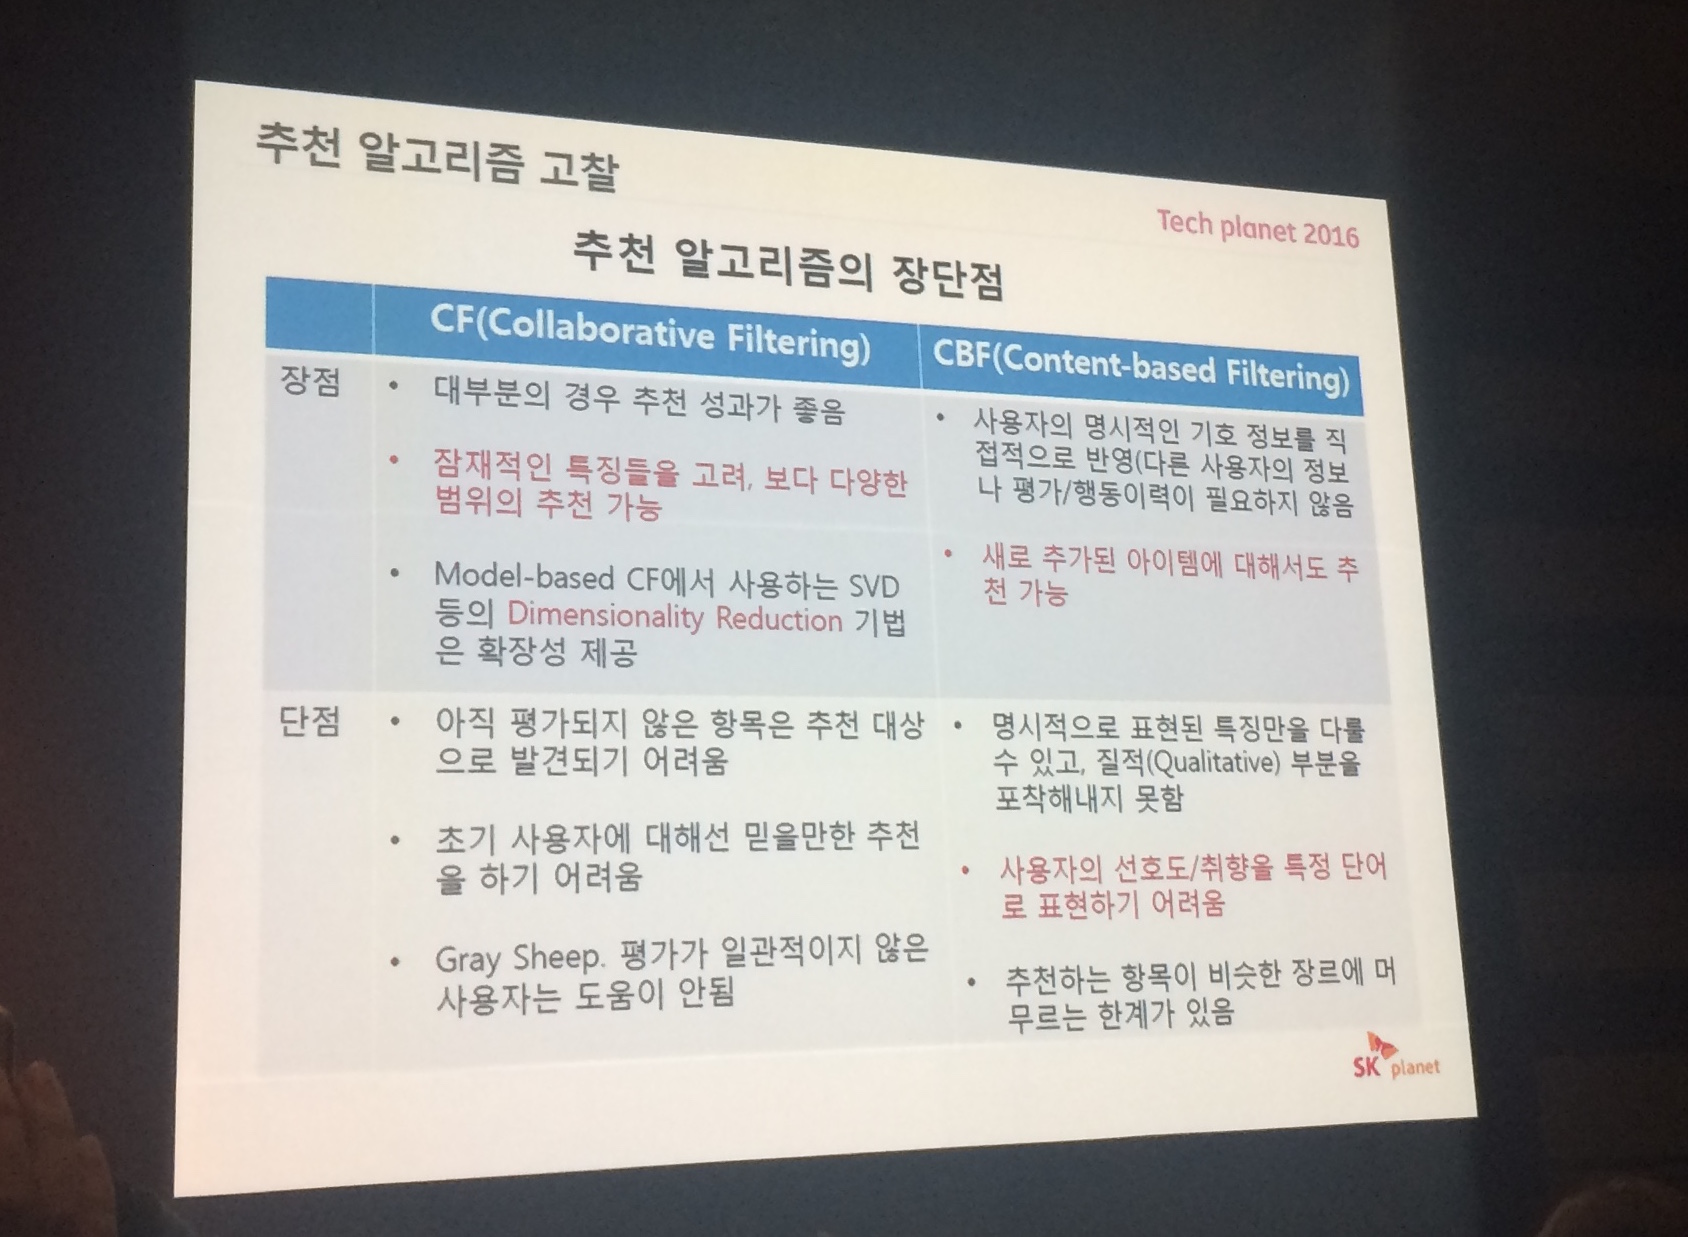 추천 알고리즘 고찰
Tech planet 2016
추천 알고리즘의 장단점
CF(Collaborative Filtering)
CBF(Content-based Filtering)
장점
• 대부분의 경우 추천 성과가 좋음
• 잠재적인 특징들을 고려, 보다 다양한
범위의 추천 가능
• Model-based CF에서 사용하는 SVD
등의 Dimensionality Reduction 기법
은 확장성 제공
• 사용자의 명시적인 기호 정보를 직
접적으로 반영(다른 사용자의 정보
나 평가/행동이력이 필요하지 않음
• 새로 추가된 아이템에 대해서도 추
천 가능
단점
• 아직 평가되지 않은 항목은 추천 대상
으로 발견되기 어려움
• 초기 사용자에 대해선 믿을만한 추천
을 하기 어려움
• Gray Sheep. 평가가 일관적이지 않은
사용자는 도움이 안됨
• 명시적으로 표현된 특징만을 다룰
수 있고, 질적(Qualitative) 부분을
포착해내지 못함
• 사용자의 선호도/취향을 특정 단어
로 표현하기 어려움
• 추천하는 항목이 비슷한 장르에 머
무르는 한계가 있음
SK planet